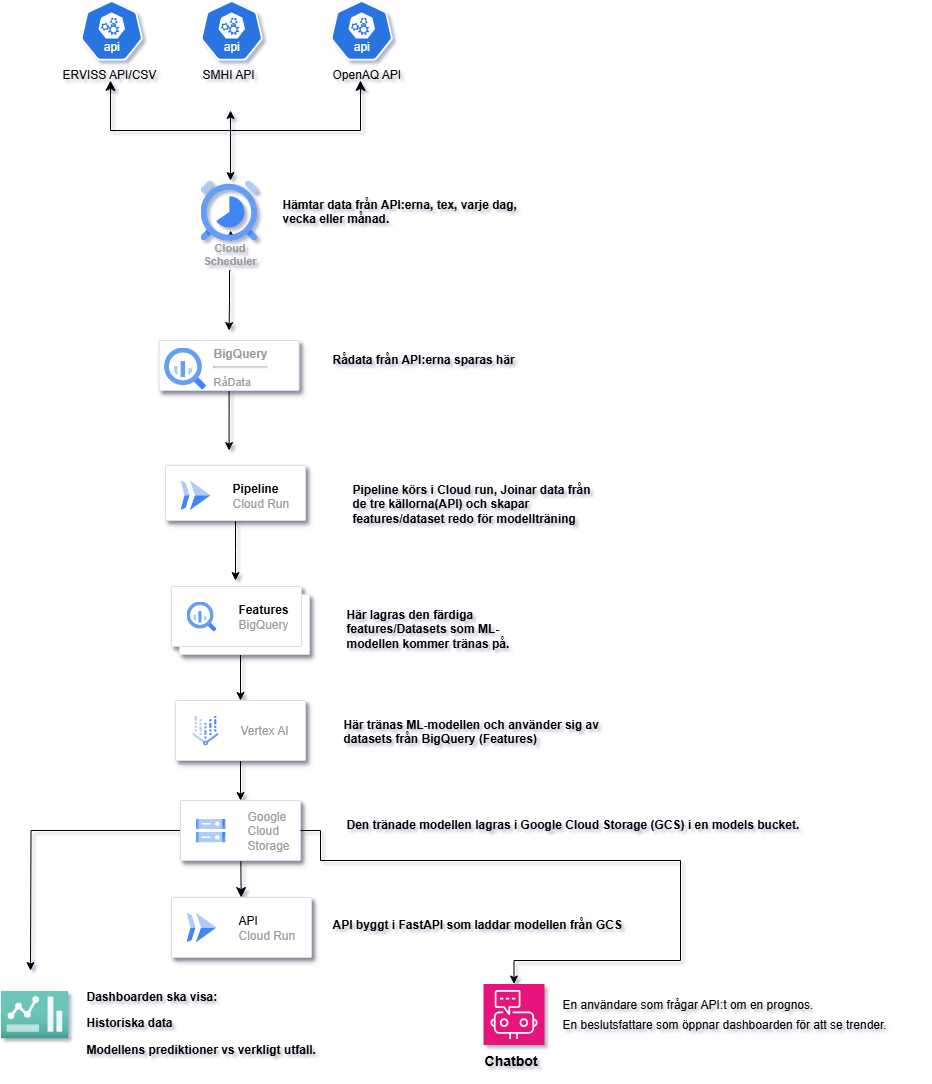 api
api
api
ERVISS API/CSV
SMHI API
OpenAQ API
Hämtar data från API:erna, tex, varje dag,
vecka eller månad.
Cloud
Scheduler
BigQuery
RåData
Rådata från API:erna sparas här
Pipeline
Cloud Run
Pipeline körs i Cloud run, Joinar data från
de tre källorna(API) och skapar
features/dataset redo för modellträning
Features
BigQuery
Här lagras den färdiga
features/Datasets som ML-
modellen kommer tränas på.
Vertex AI
Här tränas ML-modellen och använder sig av
datasets från BigQuery (Features)
Google
Cloud
Storage
Den tränade modellen lagras i Google Cloud Storage (GCS) i en models bucket.
API
Cloud Run
API byggt i FastAPI som laddar modellen från GCS
Dashboarden ska visa:
Historiska data
Modellens prediktioner vs verkligt utfall.
En användare som frågar API:t om en prognos.
En beslutsfattare som öppnar dashboarden för att se trender.
Chatbot